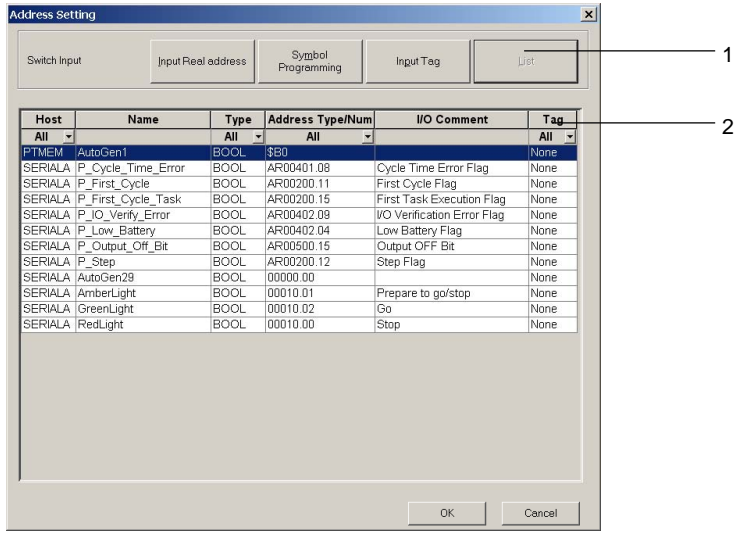 Address Setting
Switch Input
Input Real address
Symbol
Programming
Input Tag
List
1
Host Name Type Address Type/Num I/O Comment Tag
2
All All All All
PTMEM AutoGen1 BOOL $B0 None
SERIALA P_Cycle_Time_Error BOOL AR00401.08 Cycle Time Error Flag None
SERIALA P_First_Cycle BOOL AR00200.11 First Cycle Flag None
SERIALA P_First_Cycle_Task BOOL AR00200.15 First Task Execution Flag None
SERIALA P_IO_Verify_Error BOOL AR00402.09 I/O Verification Error Flag None
SERIALA P_Low_Battery BOOL AR00402.04 Low Battery Flag None
SERIALA P_Output_Off_Bit BOOL AR00500.15 Output OFF Bit None
SERIALA P_Step BOOL AR00200.12 Step Flag None
SERIALA AutoGen29 BOOL 00000.00 None
SERIALA AmberLight BOOL 00010.01 Prepare to go/stop None
SERIALA GreenLight BOOL 00010.02 Go None
SERIALA RedLight BOOL 00010.00 Stop None
OK Cancel